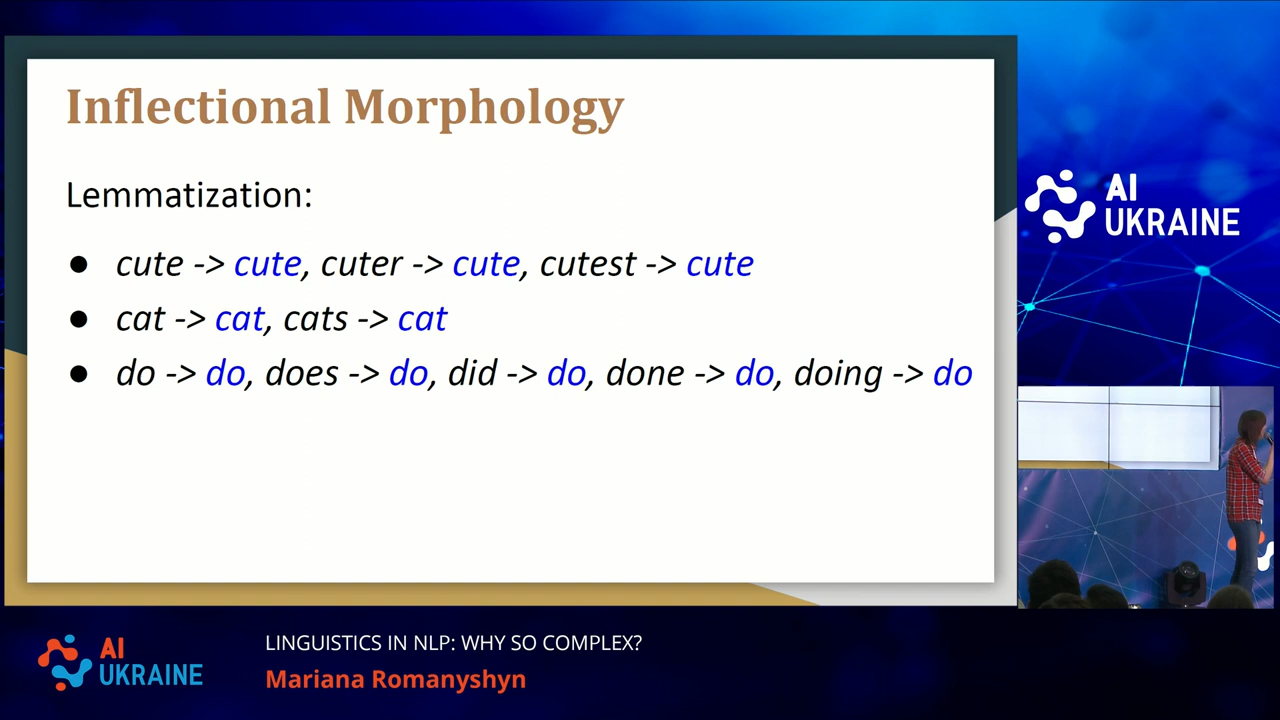 Inflectional Morphology
Lemmatization:
● cute -> cute, cuter -> cute, cutest -> cute
● cat -> cat, cats -> cat
● do -> do, does -> do, did -> do, done -> do, doing -> do
AI
UKRAINE
AI
UKRAINE
LINGUISTICS IN NLP: WHY SO COMPLEX?
Mariana Romanyshyn